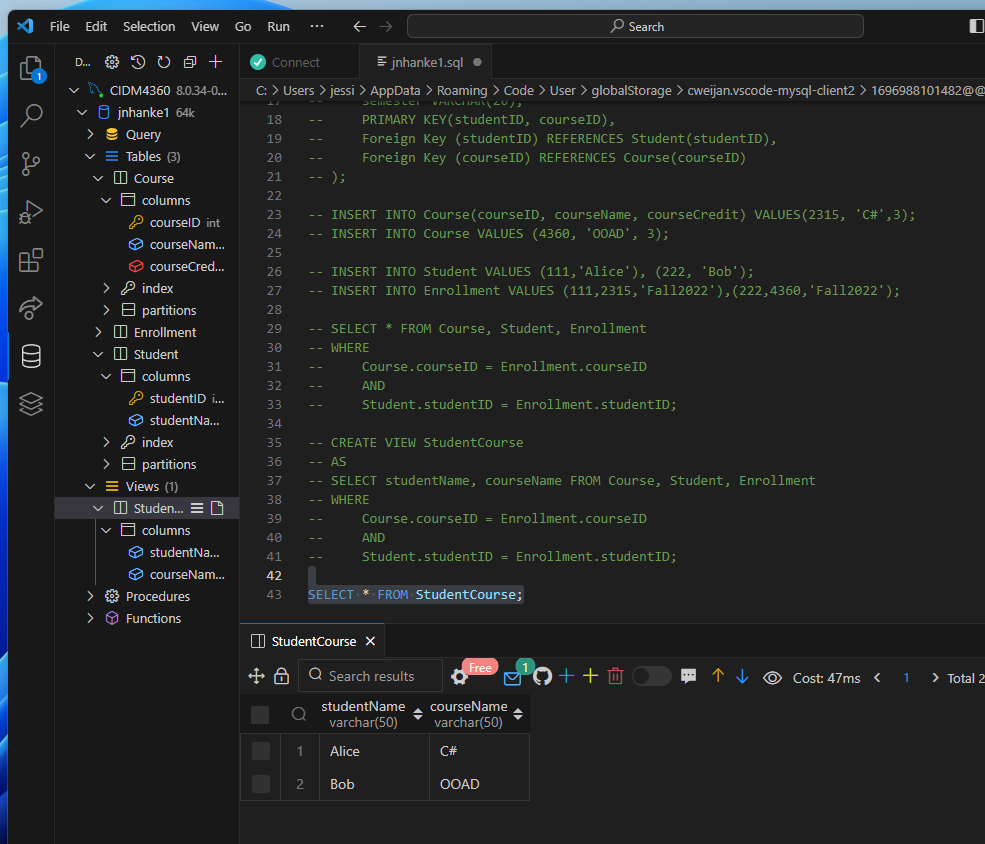 File Edit Selection View Go Run ··· Search
D... Connect jnhanke1.sql
1
C: > Users > jessi > AppData > Roaming > Code > User > globalStorage > cweijan.vscode-mysql-client2 > 1696988101482@@
CIDM4360 8.0.34-0...
jnhanke1 64k
Query
Tables (3)
Course
columns
courseID int
courseNam...
courseCred...
index
partitions
Enrollment
Student
columns
studentID i...
studentNa...
index
partitions
Views (1)
Studen...
columns
studentNa...
courseNam...
Procedures
Functions
17 -- semester VARCHAR(20),
18 -- PRIMARY KEY(studentID, courseID),
19 -- Foreign Key (studentID) REFERENCES Student(studentID),
20 -- Foreign Key (courseID) REFERENCES Course(courseID)
21 -- );
22
23 -- INSERT INTO Course(courseID, courseName, courseCredit) VALUES(2315, 'C#',3);
24 -- INSERT INTO Course VALUES (4360, 'OOAD', 3);
25
26 -- INSERT INTO Student VALUES (111,'Alice'), (222, 'Bob');
27 -- INSERT INTO Enrollment VALUES (111,2315,'Fall2022'),(222,4360,'Fall2022');
28
29 -- SELECT * FROM Course, Student, Enrollment
30 -- WHERE
31 -- Course.courseID = Enrollment.courseID
32 -- AND
33 -- Student.studentID = Enrollment.studentID;
34
35 -- CREATE VIEW StudentCourse
36 -- AS
37 -- SELECT studentName, courseName FROM Course, Student, Enrollment
38 -- WHERE
39 -- Course.courseID = Enrollment.courseID
40 -- AND
41 -- Student.studentID = Enrollment.studentID;
42
43 SELECT * FROM StudentCourse;
StudentCourse
Search results Free 1 Cost: 47ms < 1 > Total 2
studentName courseName
varchar(50) varchar(50)
1 Alice C#
2 Bob OOAD